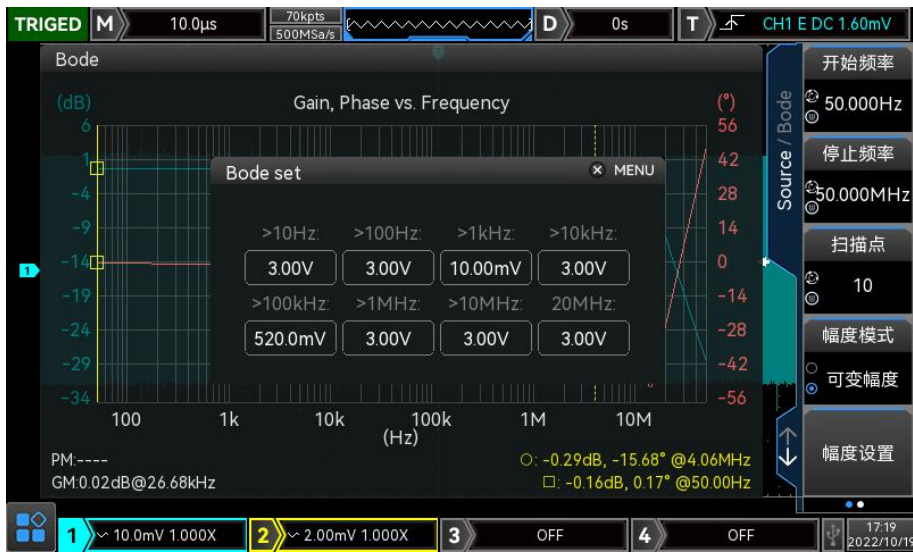 TRIGED M 10.0μs 70kpts D 0s T CH1 E DC 1.60mV
500MSa/s
Bode
开始频率
50.000Hz
停止频率
50.000MHz
扫描点
10
幅度模式
可变幅度
幅度设置
Source / Bode
(dB) Gain, Phase vs. Frequency (°)
6 56
1 42
-4 28
-9 14
-14 0
-19 -14
-24 -28
-29 -42
-34 -56
Bode set MENU
>10Hz: >100Hz: >1kHz: >10kHz:
3.00V 3.00V 10.00mV 3.00V
>100kHz: >1MHz: >10MHz: 20MHz:
520.0mV 3.00V 3.00V 3.00V
100 1k 10k 100k 1M 10M
(Hz)
PM:----
GM:0.02dB@26.68kHz
O: -0.29dB, -15.68° @4.06MHz
□: -0.16dB, 0.17° @50.00Hz
1
1 10.0mV 1.000X 2 2.00mV 1.000X 3 OFF 4 OFF
17:19
2022/10/19